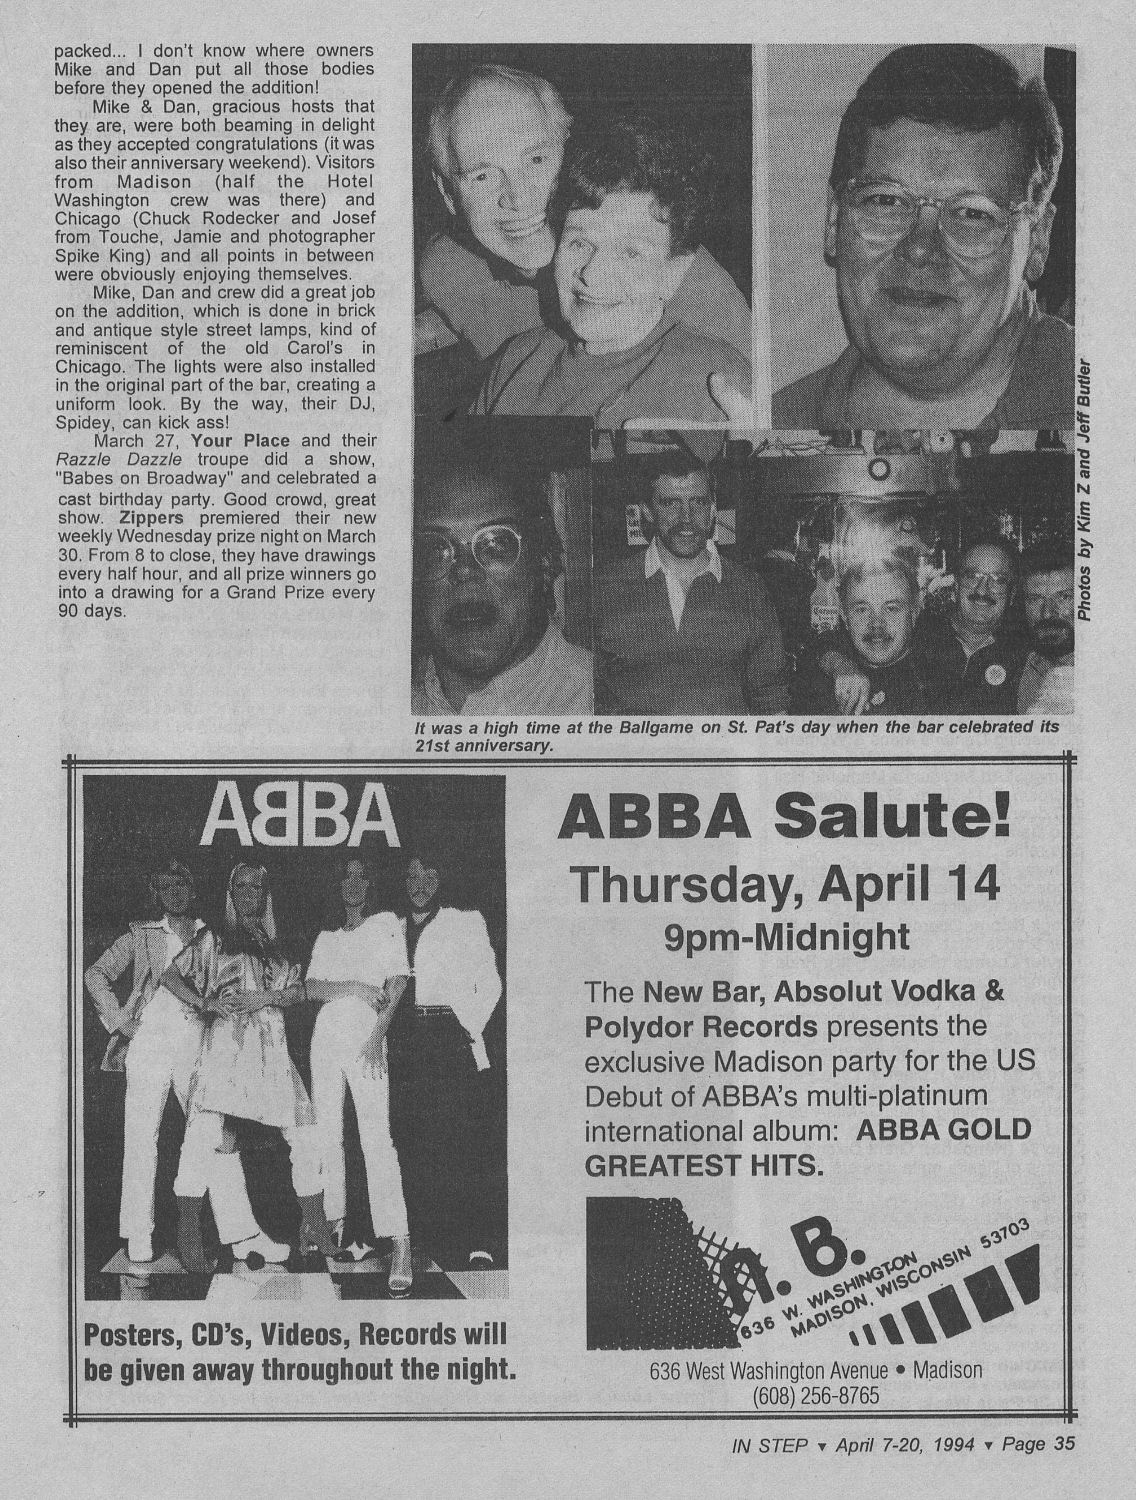 packed... I don't know where owners
Mike and Dan put all those bodies
before they opened the addition!
Mike & Dan, gracious hosts that
they are, were both beaming in delight
as they accepted congratulations (it was
also their anniversary weekend). Visitors
from Madison (half the Hotel
Washington crew was there) and
Chicago (Chuck Rodecker and Josef
from Touche, Jamie and photographer
Spike King) and all points in between
were obviously enjoying themselves.
Mike, Dan and crew did a great job
on the addition, which is done in brick
and antique style street lamps, kind of
reminiscent of the old Carol's in
Chicago. The lights were also installed
in the original part of the bar, creating a
uniform look. By the way, their DJ,
Spidey, can kick ass!
March 27, Your Place and their
Razzle Dazzle troupe did a show,
"Babes on Broadway" and celebrated a
cast birthday party. Good crowd, great
show. Zippers premiered their new
weekly Wednesday prize night on March
30. From 8 to close, they have drawings
every half hour, and all prize winners go
into a drawing for a Grand Prize every
90 days.
Photos by Kim Z and Jeff Butler
It was a high time at the Ballgame on St. Pat's day when the bar celebrated its
21st anniversary.
ABBA
Posters, CD's, Videos, Records will
be given away throughout the night.
ABBA Salute!
Thursday, April 14
9pm-Midnight
The New Bar, Absolut Vodka &
Polydor Records presents the
exclusive Madison party for the US
Debut of ABBA's multi-platinum
international album: ABBA GOLD
GREATEST HITS.
N. B.
636 W. WASHINGTON
MADISON, WISCONSIN 53703
636 West Washington Avenue • Madison
(608) 256-8765
IN STEP ▼ April 7-20, 1994 ▼ Page 35